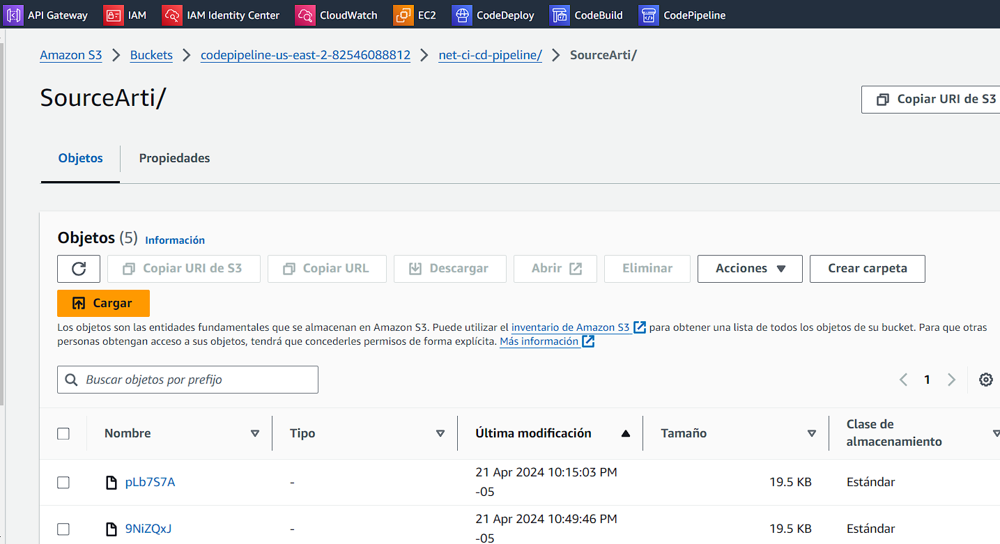 API Gateway IAM IAM Identity Center CloudWatch EC2 CodeDeploy CodeBuild CodePipeline
Amazon S3 Buckets codepipeline-us-east-2-82546088812 net-ci-cd-pipeline/ SourceArti/
SourceArti/
Copiar URI de S3
Objetos Propiedades
Objetos (5) Información
Copiar URI de S3 Copiar URL Descargar Abrir Eliminar Acciones Crear carpeta
Cargar
Los objetos son las entidades fundamentales que se almacenan en Amazon S3. Puede utilizar el inventario de Amazon S3 para obtener una lista de todos los objetos de su bucket. Para que otras
personas obtengan acceso a sus objetos, tendrá que concederles permisos de forma explícita. Más información
Buscar objetos por prefijo
1
Nombre Tipo Última modificación Tamaño Clase de
almacenamiento
pLb7S7A - 21 Apr 2024 10:15:03 PM 19.5 KB Estándar
-05
9NiZQxJ - 21 Apr 2024 10:49:46 PM 19.5 KB Estándar
-05